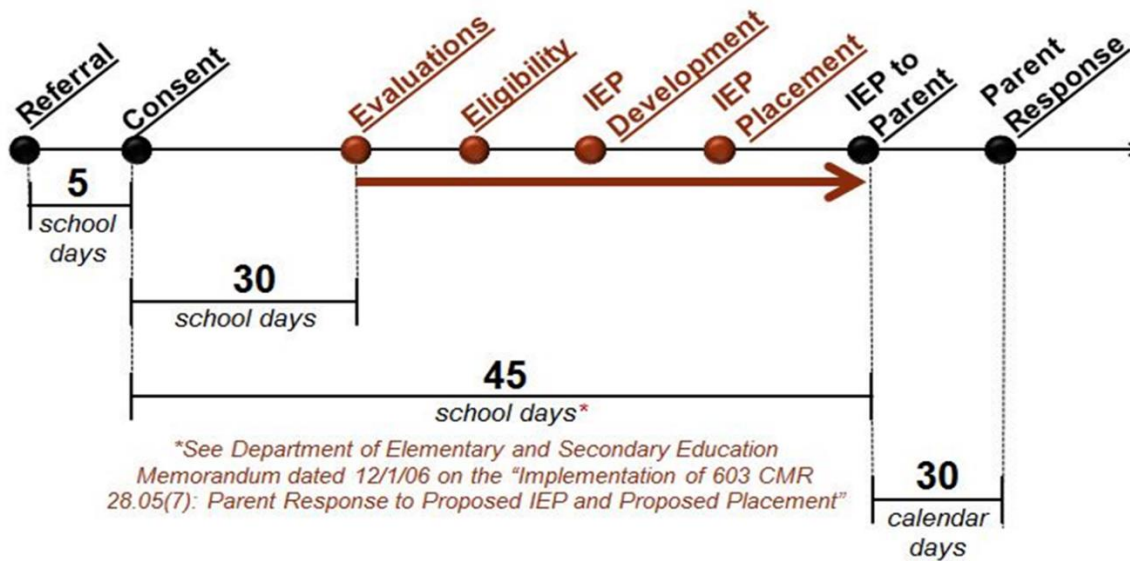 Referral
Consent
Evaluations
Eligibility
IEP
Development
IEP
Placement
IEP to
Parent
Parent
Response
5
school
days
30
school days
45
school days*
*See Department of Elementary and Secondary Education
Memorandum dated 12/1/06 on the “Implementation of 603 CMR
28.05(7): Parent Response to Proposed IEP and Proposed Placement”
30
calendar
days